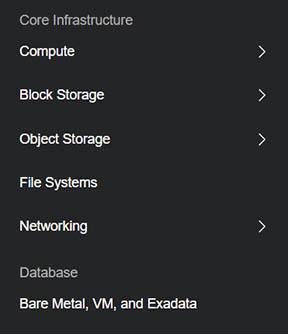 Core Infrastructure
Compute
Block Storage
Object Storage
File Systems
Networking
Database
Bare Metal, VM, and Exadata